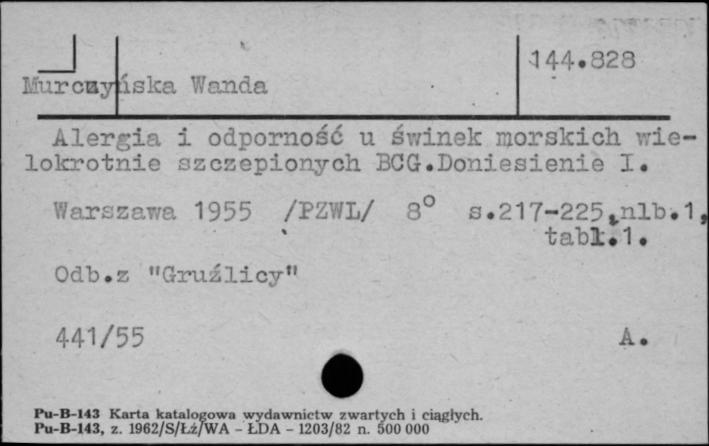 144.828
Murczyńska Wanda
Alergia i odporność u świnek morskich wie-
lokrotnie szczepionych BCG.Doniesienie I.
Warszawa 1955 /PZWL/ 8° s.217-225,nlb.1,
tabl.1.
Odb.z "Gruźlicy"
441/55 A.
Pu-B-143 Karta katalogowa wydawnictw zwartych i ciągłych.
Pu-B-143, z. 1962/S/Łź/WA - ŁDA - 1203/82 n. 500 000